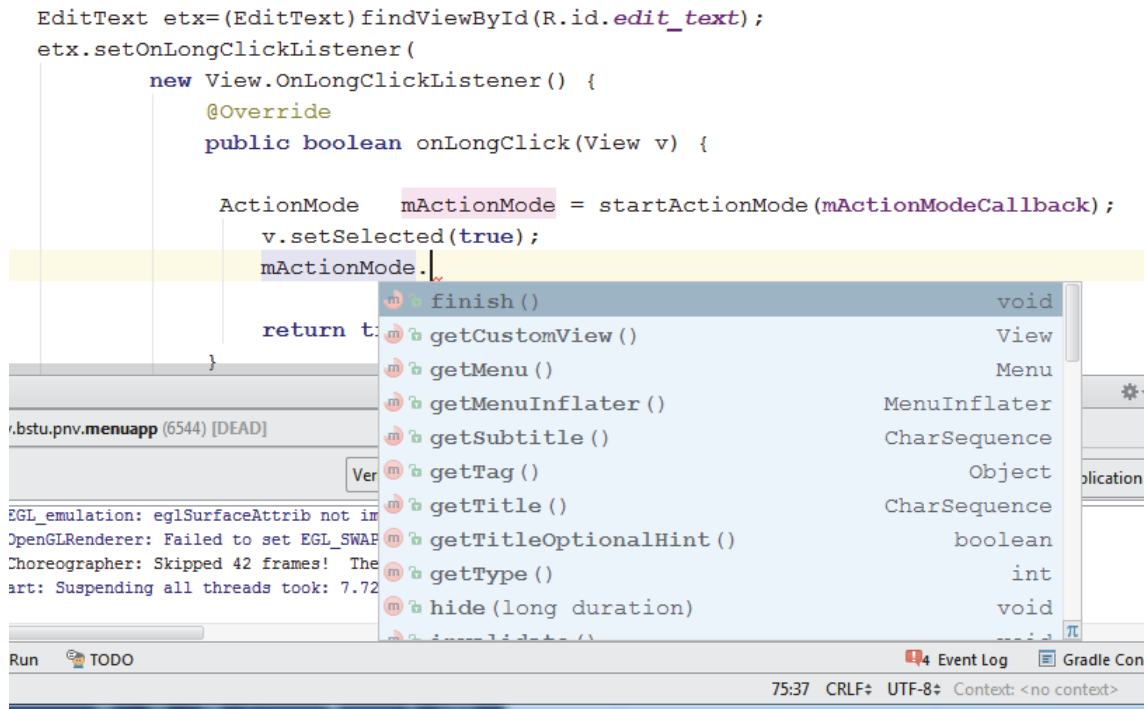 EditText etx=(EditText)findViewById(R.id.edit_text);
etx.setOnLongClickListener(
new View.OnLongClickListener() {
@Override
public boolean onLongClick(View v) {
ActionMode mActionMode = startActionMode(mActionModeCallback);
v.setSelected(true);
mActionMode.
finish() void
return t
getCustomView() View
}
getMenu() Menu
getMenuInflater() MenuInflater
.bstu.pnv.menuapp (6544) [DEAD]
getSubtitle() CharSequence
Ver
getTag() Object
plication
getTitle() CharSequence
EGL_emulation: eglSurfaceAttrib not im
OpenGLRenderer: Failed to set EGL_SWAP
getTitleOptionalHint() boolean
Choreographer: Skipped 42 frames! The
getType() int
art: Suspending all threads took: 7.72
hide(long duration) void
π
Run TODO 4 Event Log Gradle Con
75:37 CRLF UTF-8 Context: <no context>